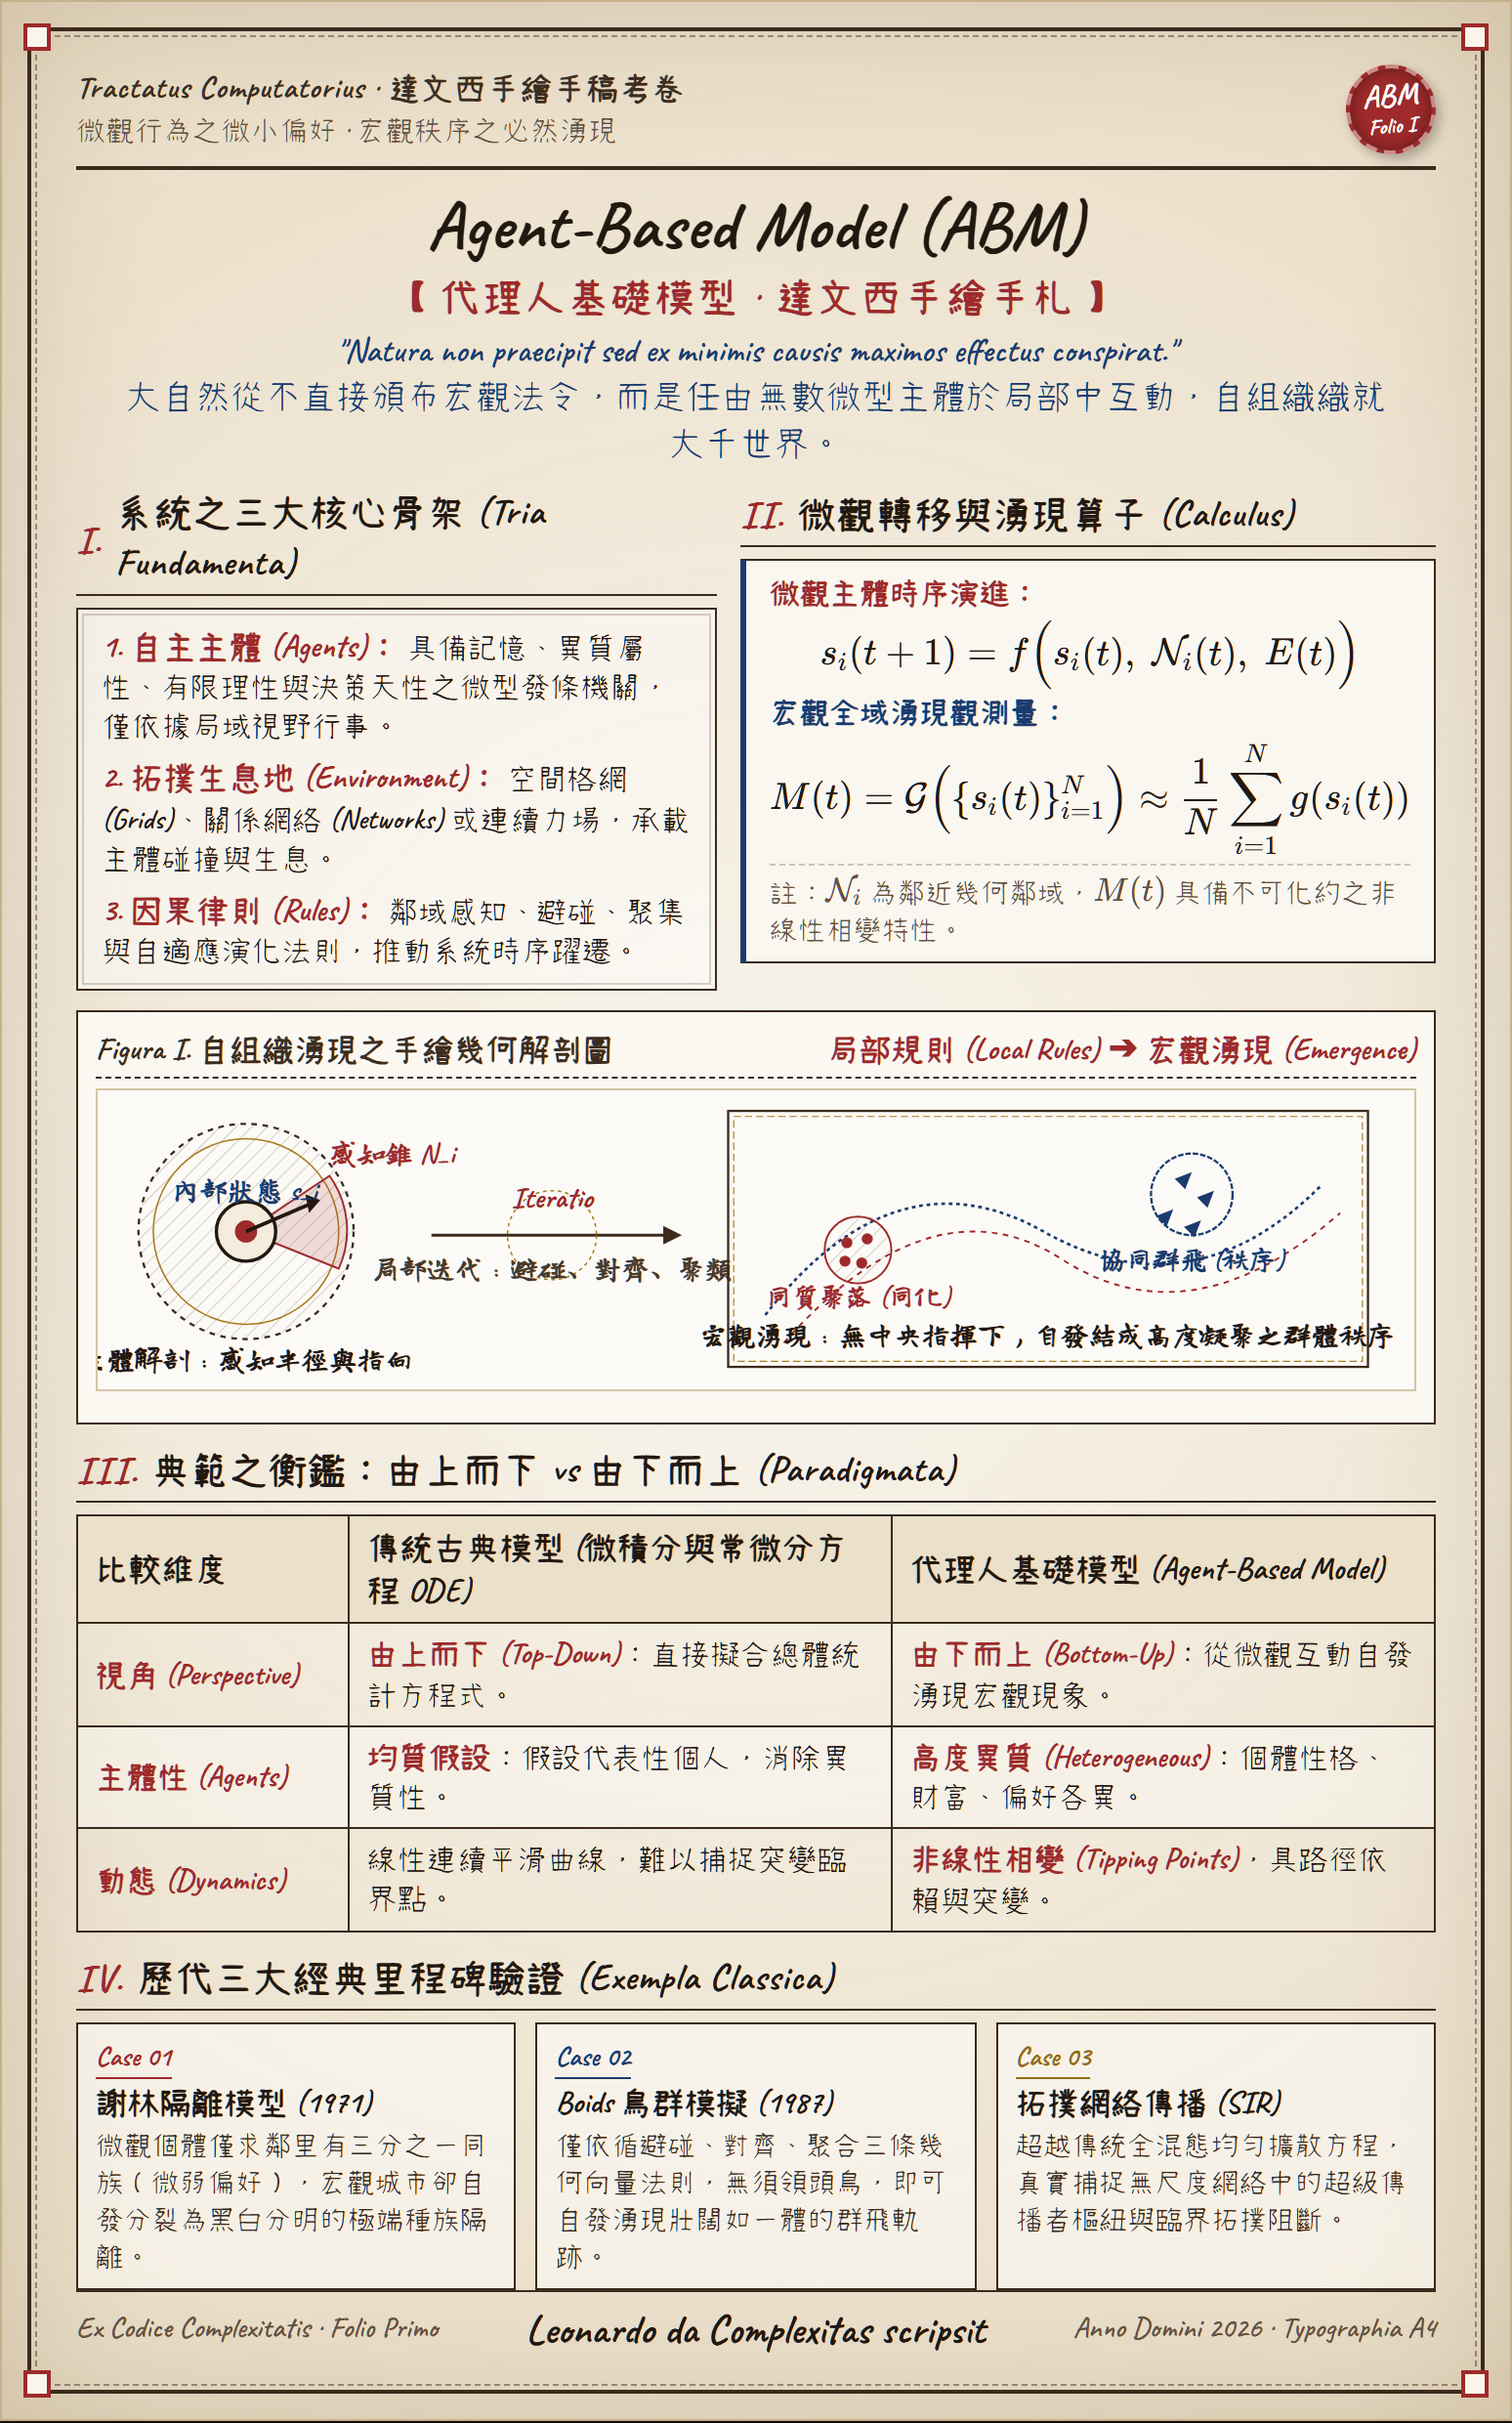 Tractatus Computatorius · 達文西手繪手稿考卷
微觀行為之微小偏好 · 宏觀秩序之必然湧現
ABM
Folio I
Agent-Based Model (ABM)
【 代理人基礎模型 · 達文西手繪手札 】
"Natura non praecipit sed ex minimis causis maximos effectus conspirat."
大自然從不直接頒布宏觀法令，而是任由無數微型主體於局部中互動，自組織織就
大千世界。
I. 系統之三大核心骨架 (Tria
Fundamenta)
1. 自主主體 (Agents)： 具備記憶、異質屬
性、有限理性與決策天性之微型發條機關，
僅依據局域視野行事。
2. 拓撲生息地 (Environment)： 空間格網
(Grids)、關係網絡 (Networks) 或連續力場，承載
主體碰撞與生息。
3. 因果律則 (Rules)： 鄰域感知、避碰、聚集
與自適應演化法則，推動系統時序躍遷。
II. 微觀轉移與湧現算子 (Calculus)
微觀主體時序演進：
s_i(t + 1) = f(s_i(t), 𝒩_i(t), E(t))
宏觀全域湧現觀測量：
M(t) = 𝒢({s_i(t)}_{i=1}^N) ≈ \frac{1}{N} \sum_{i=1}^{N} g(s_i(t))
註：𝒩_i 為鄰近幾何鄰域，M(t) 具備不可化約之非
線性相變特性。
Figura I. 自組織湧現之手繪幾何解剖圖
局部規則 (Local Rules) ➔ 宏觀湧現 (Emergence)
感知錐 N_i
內部狀態 s_i
體解剖：感知半徑與指向
Iteratio
局部迭代：避碰、對齊、聚類
同質聚落 (同化)
協同群飛 (秩序)
宏觀湧現：無中央指揮下，自發結成高度凝聚之群體秩序
III. 典範之衡鑑：由上而下 vs 由下而上 (Paradigmata)
比較維度
傳統古典模型 (微積分與常微分方
程 ODE)
代理人基礎模型 (Agent-Based Model)
視角 (Perspective)
由上而下 (Top-Down)：直接擬合總體統
計方程式。
由下而上 (Bottom-Up)：從微觀互動自發
湧現宏觀現象。
主體性 (Agents)
均質假設：假設代表性個人，消除異
質性。
高度異質 (Heterogeneous)：個體性格、
財富、偏好各異。
動態 (Dynamics)
線性連續平滑曲線，難以捕捉突變臨
界點。
非線性相變 (Tipping Points)，具路徑依
賴與突變。
IV. 歷代三大經典里程碑驗證 (Exempla Classica)
Case 01
謝林隔離模型 (1971)
微觀個體僅求鄰里有三分之一同
族（微弱偏好），宏觀城市卻自
發分裂為黑白分明的極端種族隔
離。
Case 02
Boids 鳥群模擬 (1987)
僅依循避碰、對齊、聚合三條幾
何向量法則，無須領頭鳥，即可
自發湧現壯闊如一體的群飛軌
跡。
Case 03
拓撲網絡傳播 (SIR)
超越傳統全混態均勻擴散方程，
真實捕捉無尺度網絡中的超級傳
播者樞紐與臨界拓撲阻斷。
Ex Codice Complexitatis · Folio Primo
Leonardo da Complexitas scripsit
Anno Domini 2026 · Typographia A4